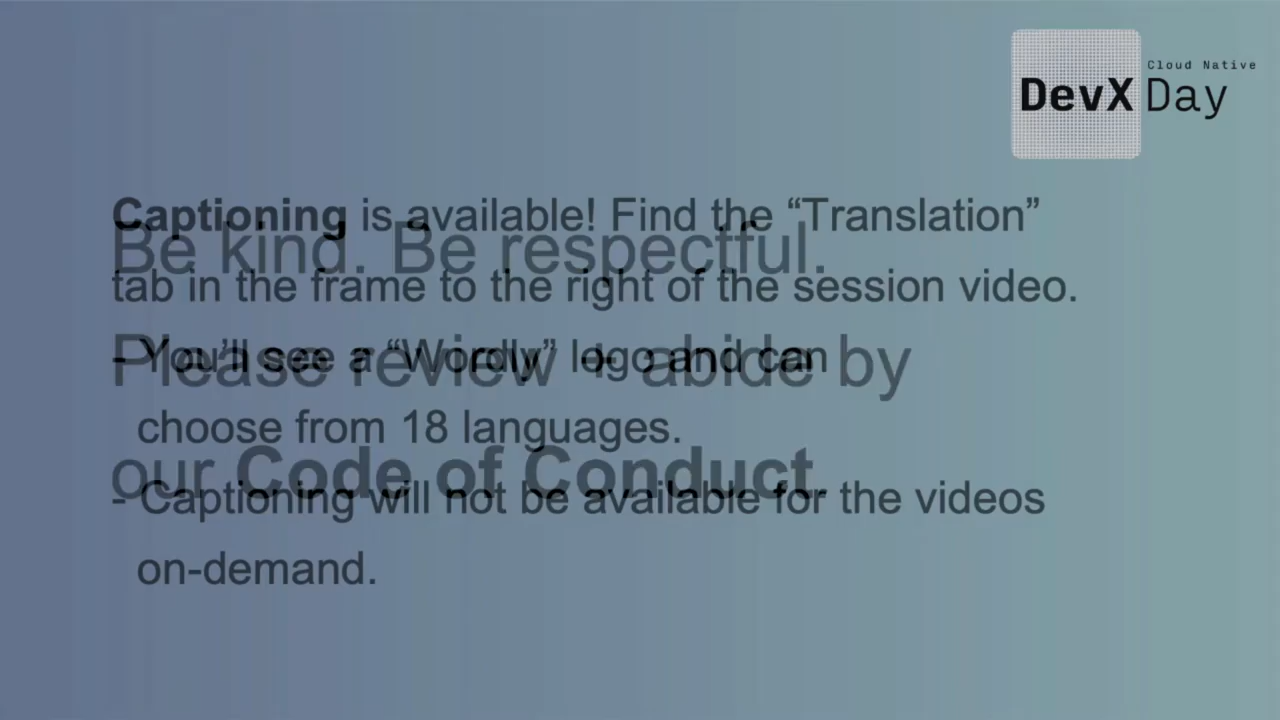 Cloud Native
DevX Day
Captioning is available! Find the “Translation”
tab in the frame to the right of the session video.
- You’ll see a “Wordly” logo and can
choose from 18 languages.
- Captioning will not be available for the videos
on-demand.
Be kind. Be respectful.
Please review + abide by
our Code of Conduct.